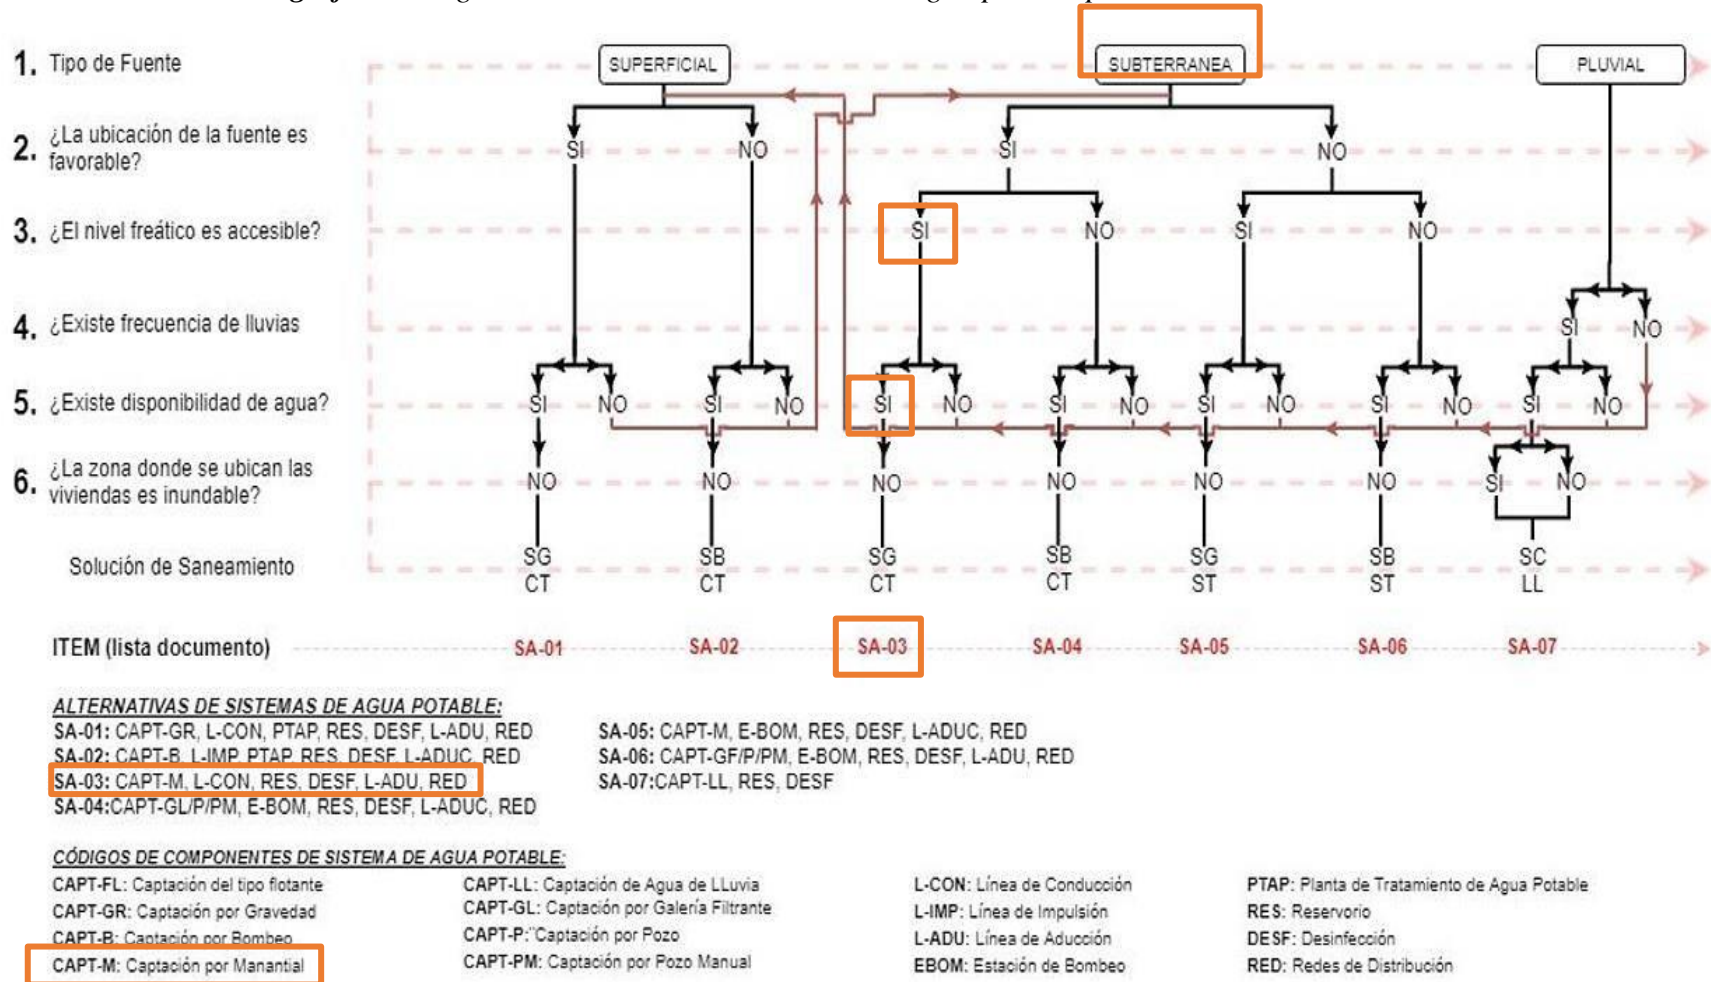 1. Tipo de Fuente SUPERFICIAL SUBTERRANEA PLUVIAL
2. ¿La ubicación de la fuente es favorable? SI NO SI NO
3. ¿El nivel freático es accesible? SI NO SI NO
4. ¿Existe frecuencia de lluvias SI NO
5. ¿Existe disponibilidad de agua? SI NO SI NO SI NO SI NO SI NO SI NO SI NO
6. ¿La zona donde se ubican las viviendas es inundable? NO NO NO NO NO NO SI NO
Solución de Saneamiento SG SB SG SB SG SB SC
CT CT CT CT ST ST LL
ITEM (lista documento) SA-01 SA-02 SA-03 SA-04 SA-05 SA-06 SA-07
ALTERNATIVAS DE SISTEMAS DE AGUA POTABLE:
SA-01: CAPT-GR, L-CON, PTAP, RES, DESF, L-ADU, RED
SA-02: CAPT-B, L-IMP, PTAP, RES, DESF, L-ADUC, RED
SA-03: CAPT-M, L-CON, RES, DESF, L-ADU, RED
SA-04:CAPT-GL/P/PM, E-BOM, RES, DESF, L-ADUC, RED
SA-05: CAPT-M, E-BOM, RES, DESF, L-ADUC, RED
SA-06: CAPT-GF/P/PM, E-BOM, RES, DESF, L-ADU, RED
SA-07:CAPT-LL, RES, DESF
CÓDIGOS DE COMPONENTES DE SISTEMA DE AGUA POTABLE:
CAPT-FL: Captación del tipo flotante
CAPT-GR: Captación por Gravedad
CAPT-B: Captación por Bombeo
CAPT-M: Captación por Manantial
CAPT-LL: Captación de Agua de LLuvia
CAPT-GL: Captación por Galería Filtrante
CAPT-P:¨Captación por Pozo
CAPT-PM: Captación por Pozo Manual
L-CON: Línea de Conducción
L-IMP: Línea de Impulsión
L-ADU: Línea de Aducción
EBOM: Estación de Bombeo
PTAP: Planta de Tratamiento de Agua Potable
RES: Reservorio
DESF: Desinfección
RED: Redes de Distribución